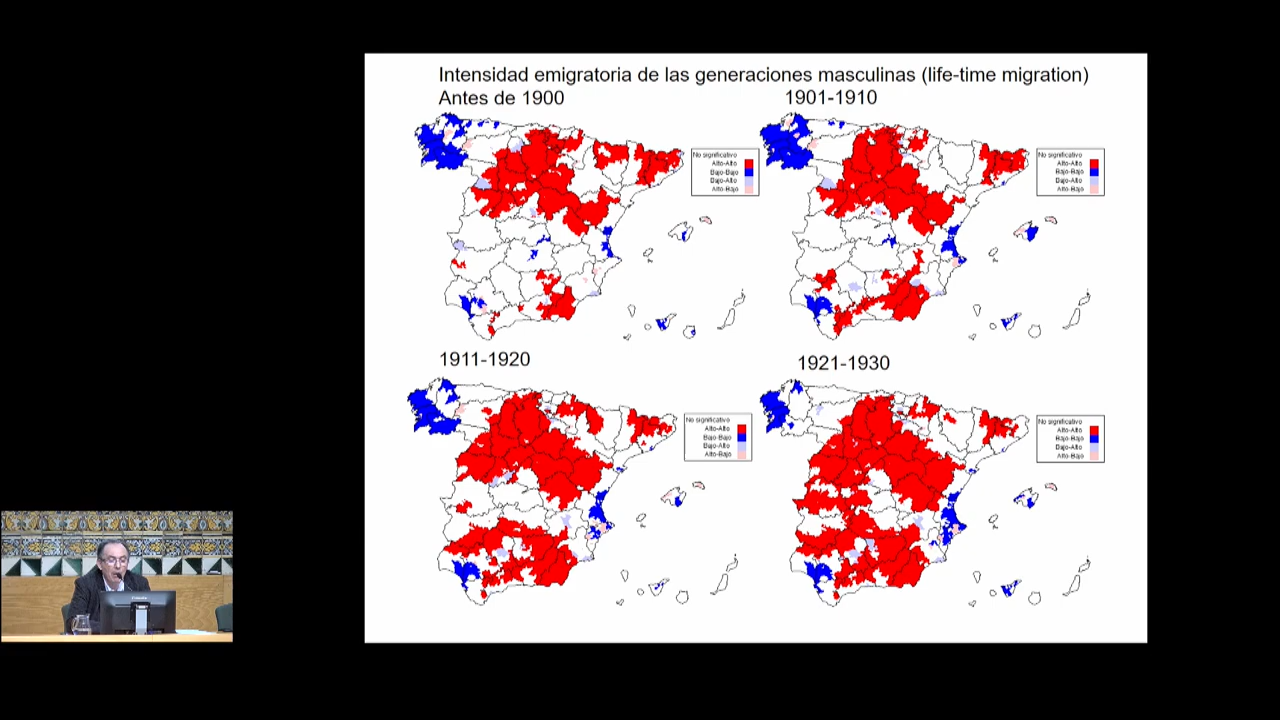 Intensidad emigratoria de las generaciones masculinas (life-time migration)
Antes de 1900
1901-1910
No significativo
Alto-Alto
Bajo-Bajo
Bajo-Alto
Alto-Bajo
No significativo
Alto-Alto
Bajo-Bajo
Bajo-Alto
Alto-Bajo
1911-1920
1921-1930
No significativo
Alto-Alto
Bajo-Bajo
Bajo-Alto
Alto-Bajo
No significativo
Alto-Alto
Bajo-Bajo
Bajo-Alto
Alto-Bajo